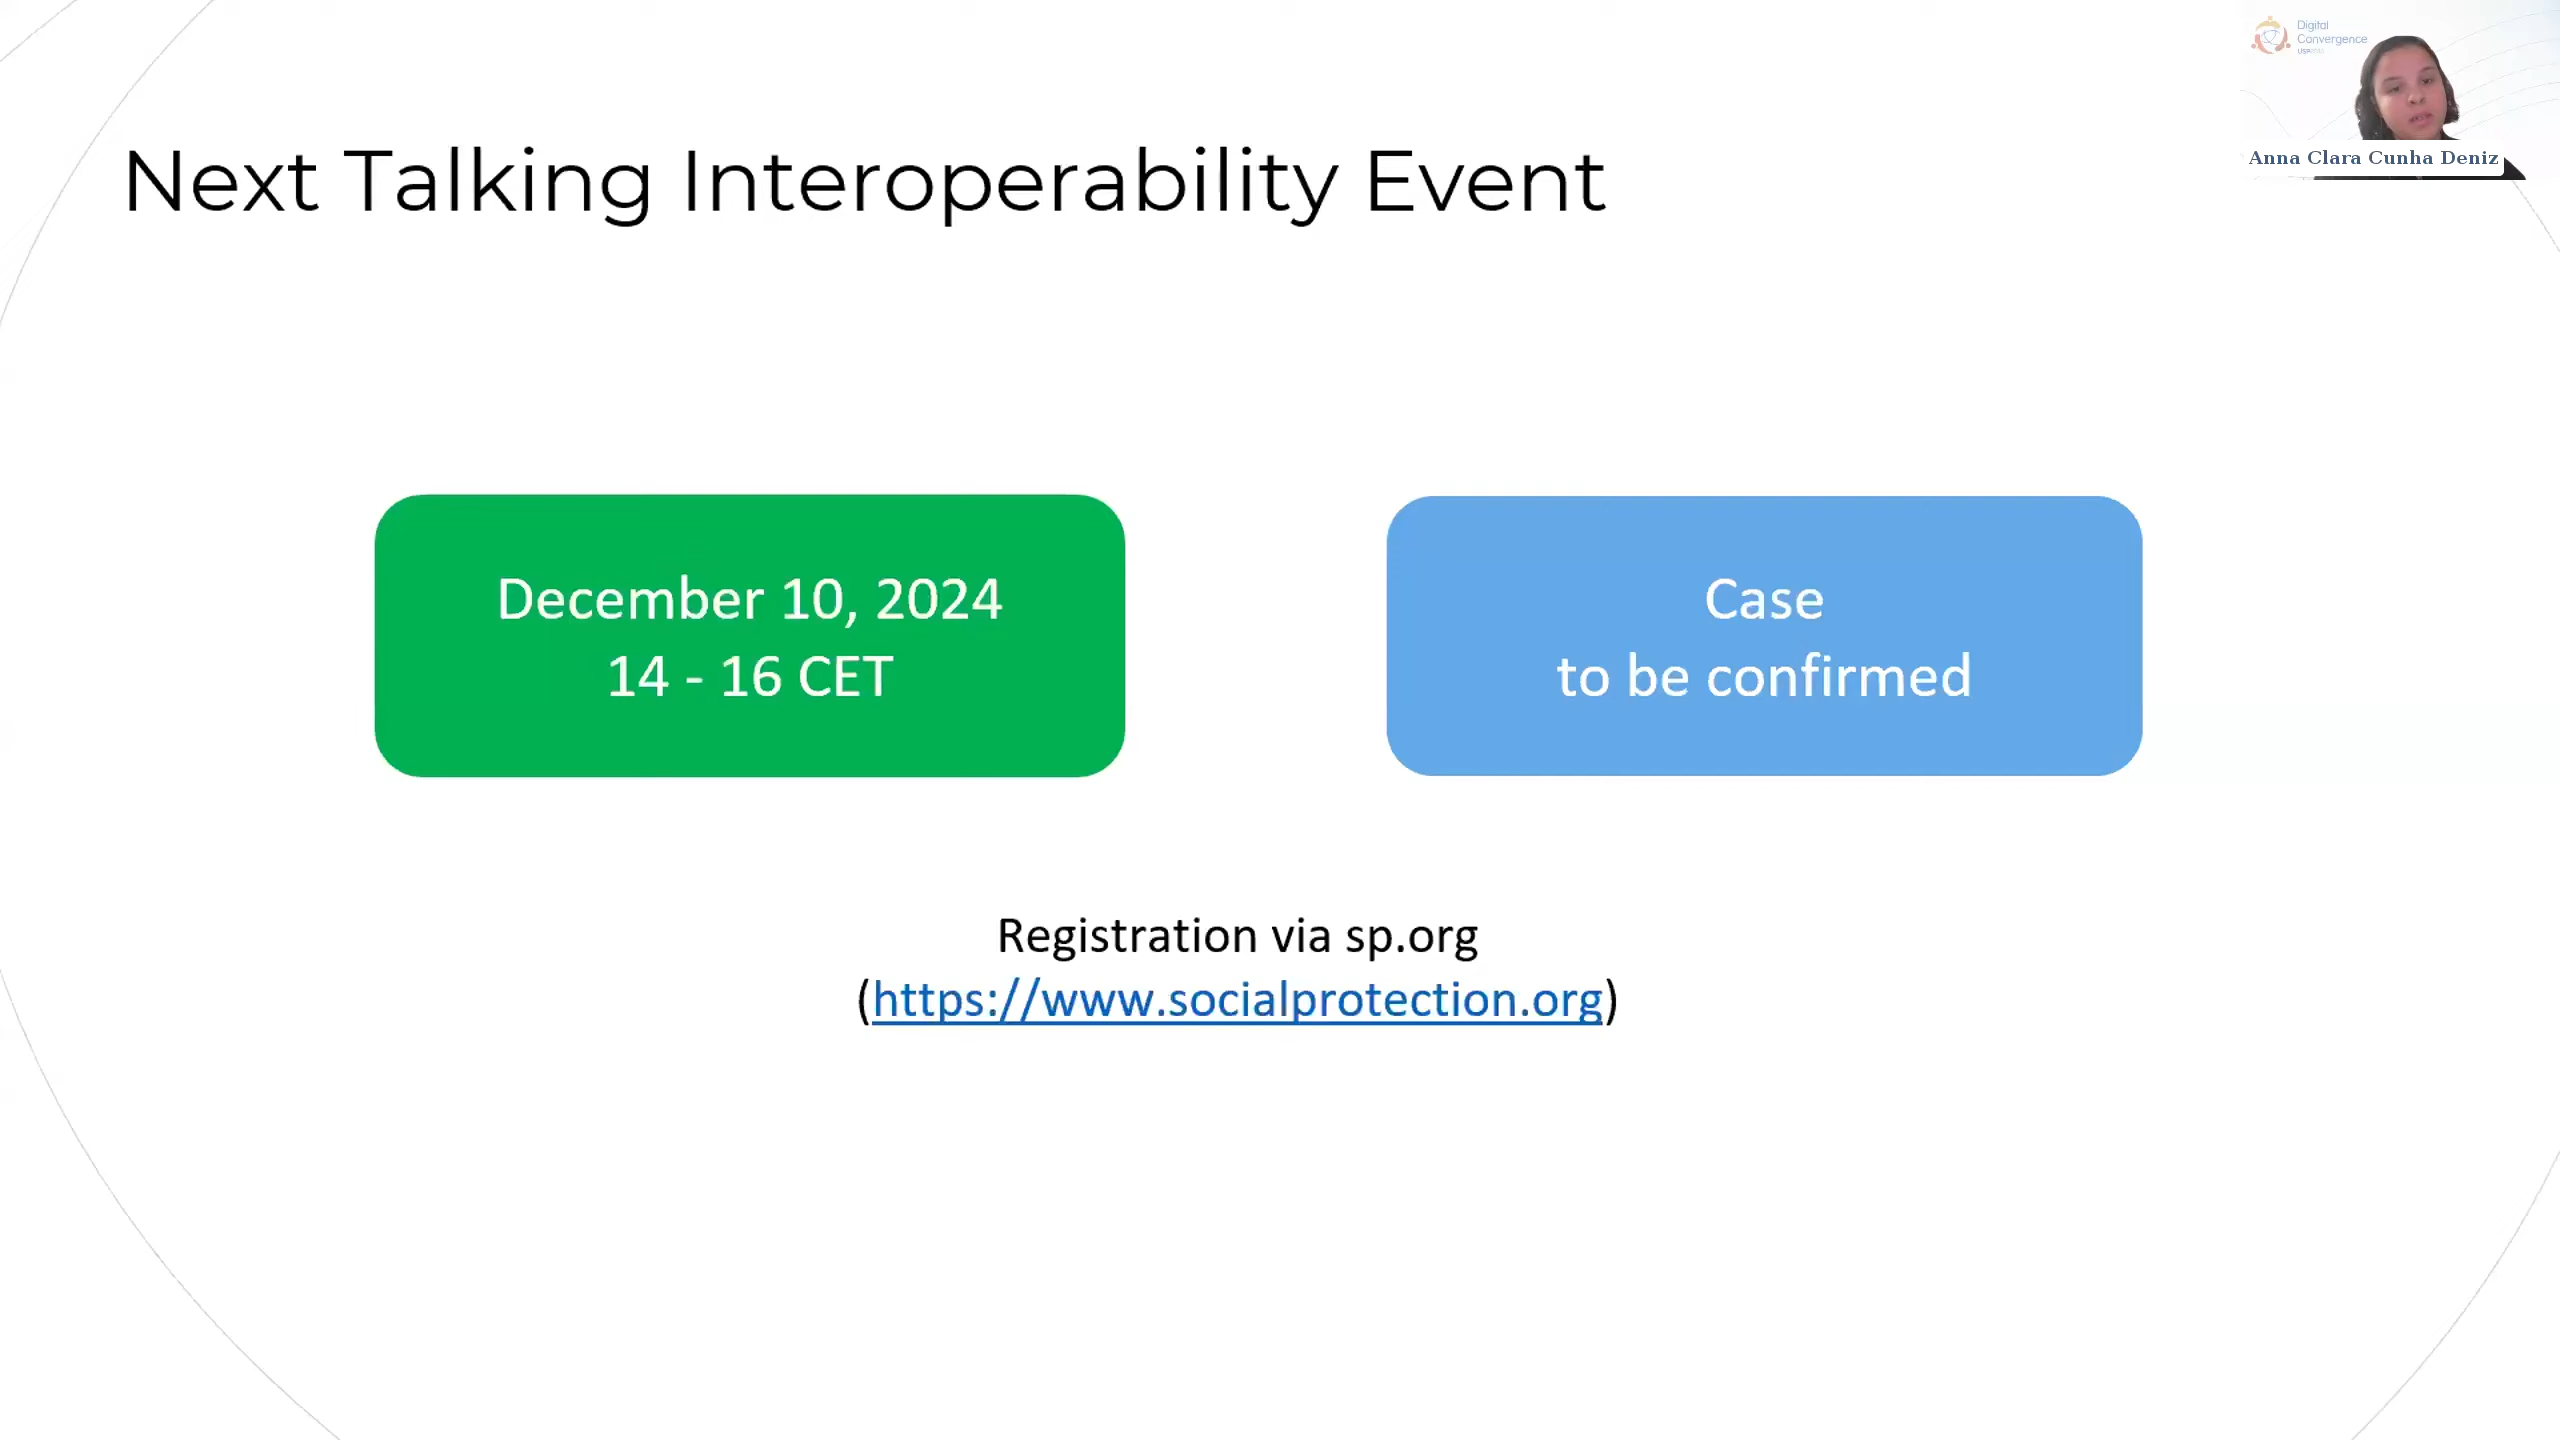 Digital
Convergence
Anna Clara Cunha Deniz
Next Talking Interoperability Event
December 10, 2024
14 - 16 CET
Case
to be confirmed
Registration via sp.org
(https://www.socialprotection.org)